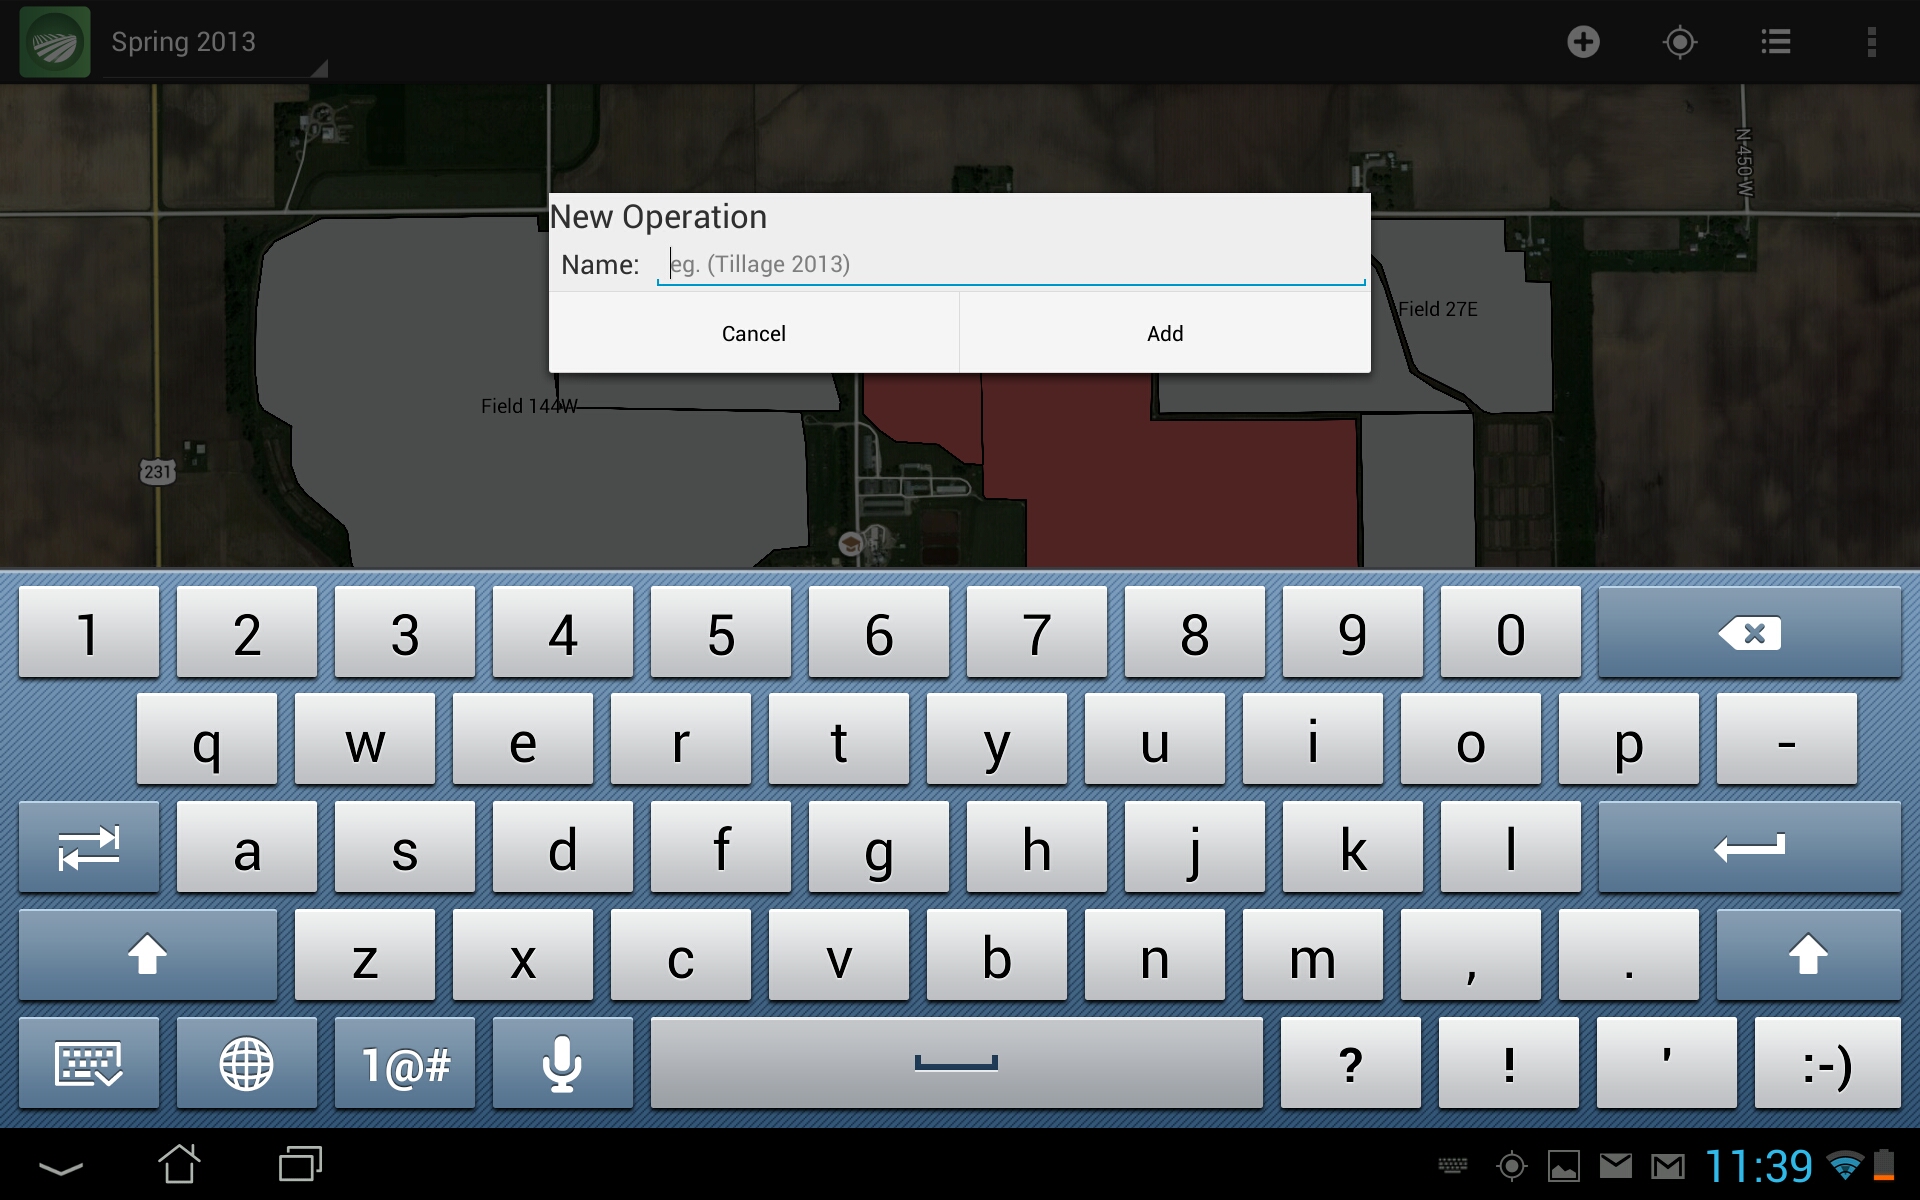 Spring 2013
N 450 W
New Operation
Name: eg. (Tillage 2013)
Cancel Add
Field 27E
Field 144W
231
1 2 3 4 5 6 7 8 9 0
q w e r t y u i o p -
a s d f g h j k l
z x c v b n m , .
1@# ? ! ' :-)
11:39